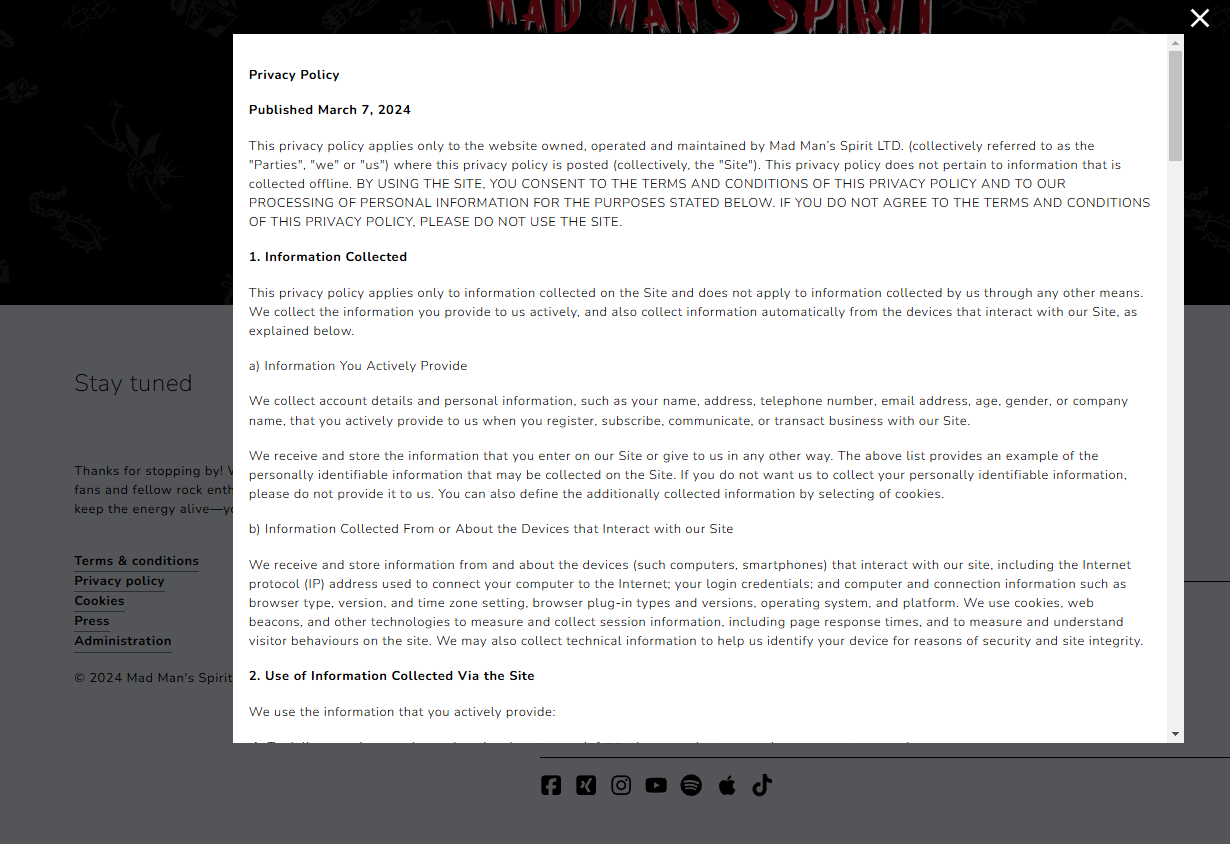 MAD MAN'S SPIRIT
Privacy Policy
Published March 7, 2024
This privacy policy applies only to the website owned, operated and maintained by Mad Man’s Spirit LTD. (collectively referred to as the
"Parties", "we" or "us") where this privacy policy is posted (collectively, the "Site"). This privacy policy does not pertain to information that is
collected offline. BY USING THE SITE, YOU CONSENT TO THE TERMS AND CONDITIONS OF THIS PRIVACY POLICY AND TO OUR
PROCESSING OF PERSONAL INFORMATION FOR THE PURPOSES STATED BELOW. IF YOU DO NOT AGREE TO THE TERMS AND CONDITIONS
OF THIS PRIVACY POLICY, PLEASE DO NOT USE THE SITE.
1. Information Collected
This privacy policy applies only to information collected on the Site and does not apply to information collected by us through any other means.
We collect the information you provide to us actively, and also collect information automatically from the devices that interact with our Site, as
explained below.
a) Information You Actively Provide
We collect account details and personal information, such as your name, address, telephone number, email address, age, gender, or company
name, that you actively provide to us when you register, subscribe, communicate, or transact business with our Site.
We receive and store the information that you enter on our Site or give to us in any other way. The above list provides an example of the
personally identifiable information that may be collected on the Site. If you do not want us to collect your personally identifiable information,
please do not provide it to us. You can also define the additionally collected information by selecting of cookies.
b) Information Collected From or About the Devices that Interact with our Site
We receive and store information from and about the devices (such computers, smartphones) that interact with our site, including the Internet
protocol (IP) address used to connect your computer to the Internet; your login credentials; and computer and connection information such as
browser type, version, and time zone setting, browser plug-in types and versions, operating system, and platform. We use cookies, web
beacons, and other technologies to measure and collect session information, including page response times, and to measure and understand
visitor behaviours on the site. We may also collect technical information to help us identify your device for reasons of security and site integrity.
2. Use of Information Collected Via the Site
We use the information that you actively provide:
Stay tuned
Thanks for stopping by!
fans and fellow rock
keep the energy alive—
Terms & conditions
Privacy policy
Cookies
Press
Administration
© 2024 Mad Man's Spirit